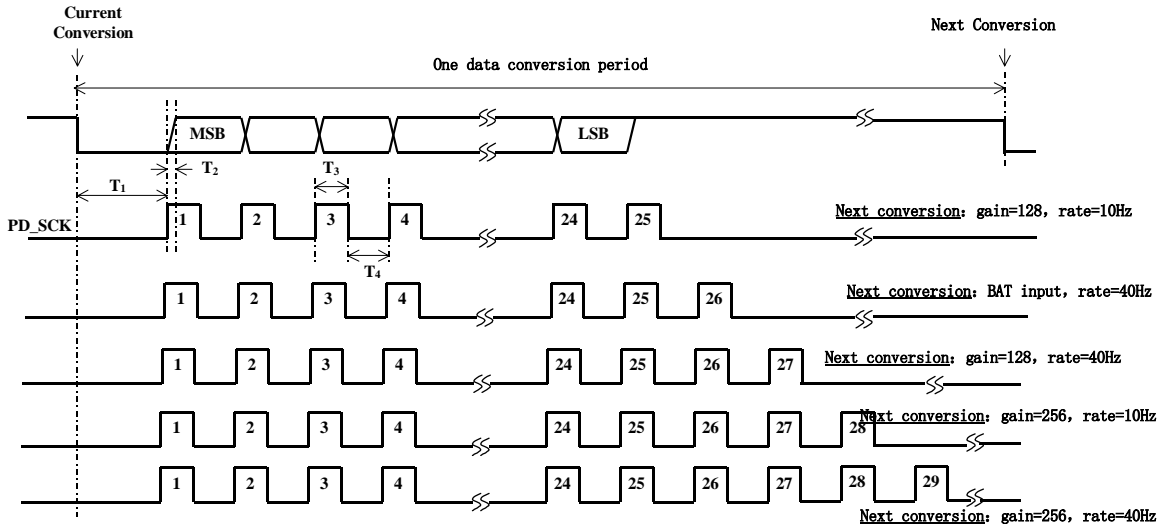 Current
Conversion
Next Conversion
One data conversion period
MSB
LSB
T2
T3
T1
1 2 3 4 24 25
PD_SCK
Next conversion: gain=128, rate=10Hz
T4
1 2 3 4 24 25 26
Next conversion: BAT input, rate=40Hz
1 2 3 4 24 25 26 27
Next conversion: gain=128, rate=40Hz
1 2 3 4 24 25 26 27 28
Next conversion: gain=256, rate=10Hz
1 2 3 4 24 25 26 27 28 29
Next conversion: gain=256, rate=40Hz